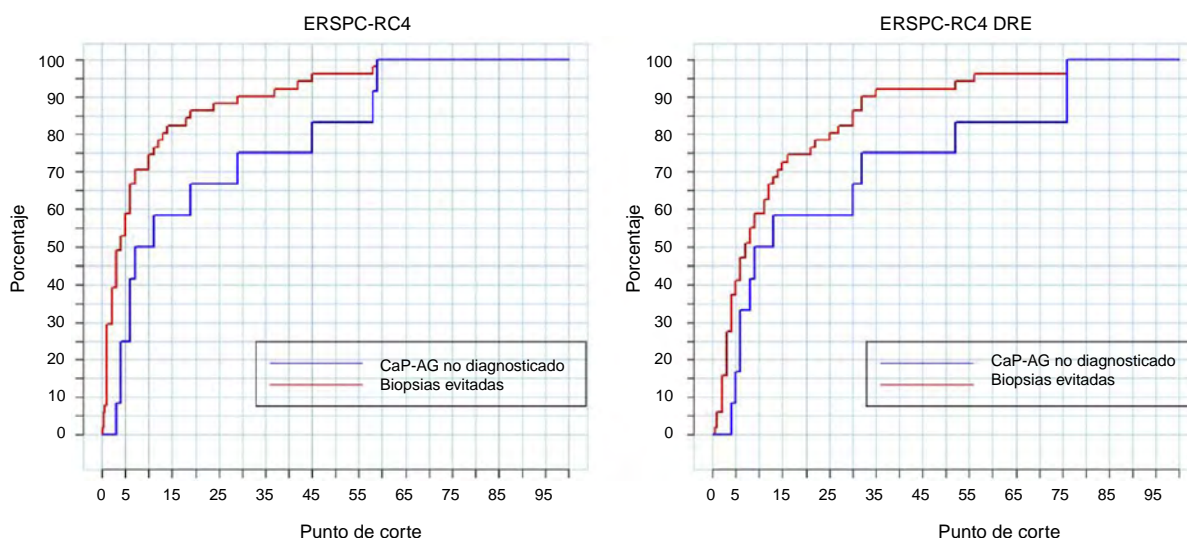 ERSPC-RC4
Porcentaje
100
90
80
70
60
50
40
30
20
10
0
CaP-AG no diagnosticado
Biopsias evitadas
0 5 15 25 35 45 55 65 75 85 95
Punto de corte
ERSPC-RC4 DRE
Porcentaje
100
90
80
70
60
50
40
30
20
10
0
CaP-AG no diagnosticado
Biopsias evitadas
0 5 15 25 35 45 55 65 75 85 95
Punto de corte